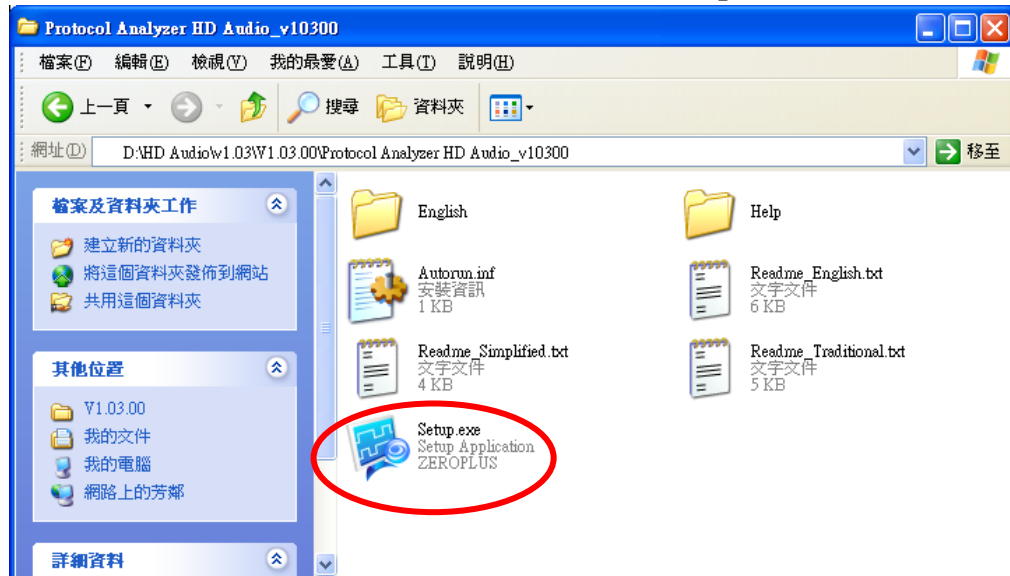 Protocol Analyzer HD Audio_v10300
檔案(F) 編輯(E) 檢視(V) 我的最愛(A) 工具(T) 說明(H)
上一頁 搜尋 資料夾
網址(D) D:\HD Audio\v1.03\V1.03.00\Protocol Analyzer HD Audio_v10300 移至
檔案及資料夾工作
建立新的資料夾
將這個資料夾發佈到網站
共用這個資料夾
其他位置
V1.03.00
我的文件
我的電腦
網路上的芳鄰
詳細資料
English
Help
Autorun.inf
安裝資訊
1 KB
Readme_English.txt
文字文件
6 KB
Readme_Simplified.txt
文字文件
4 KB
Readme_Traditional.txt
文字文件
5 KB
Setup.exe
Setup Application
ZEROPLUS